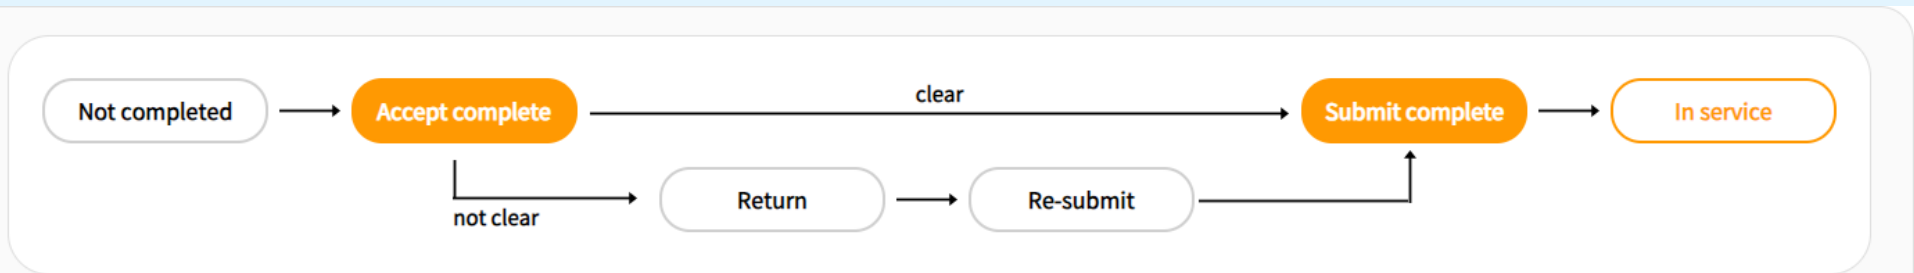 Not completed
Accept complete
clear
Submit complete
In service
not clear
Return
Re-submit